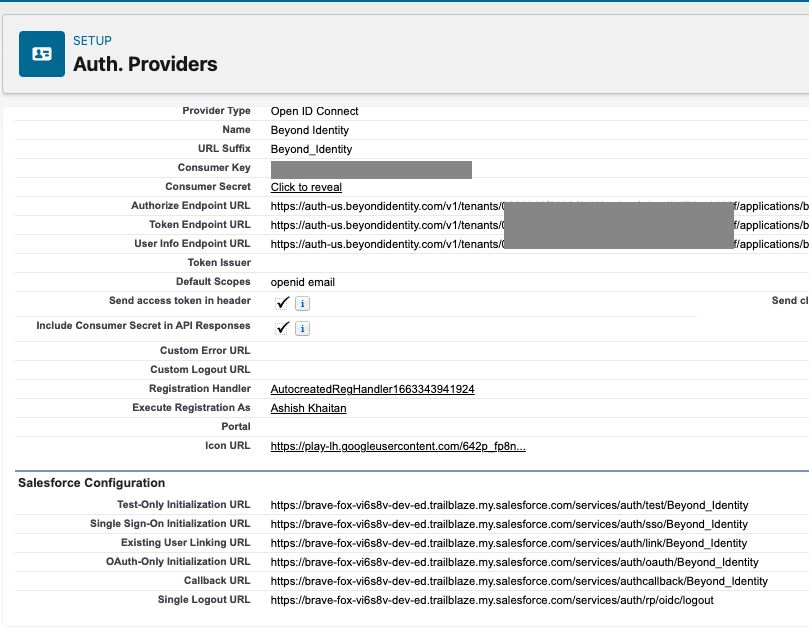 SETUP
Auth. Providers
Provider Type Open ID Connect
Name Beyond Identity
URL Suffix Beyond_Identity
Consumer Key
Consumer Secret Click to reveal
Authorize Endpoint URL https://auth-us.beyondidentity.com/v1/tenants/ f/applications/b
Token Endpoint URL https://auth-us.beyondidentity.com/v1/tenants/ f/applications/b
User Info Endpoint URL https://auth-us.beyondidentity.com/v1/tenants/ f/applications/b
Token Issuer
Default Scopes openid email
Send access token in header i Send cl
Include Consumer Secret in API Responses i
Custom Error URL
Custom Logout URL
Registration Handler AutocreatedRegHandler1663343941924
Execute Registration As Ashish Khaitan
Portal
Icon URL https://play-lh.googleusercontent.com/642p_fp8n...
Salesforce Configuration
Test-Only Initialization URL https://brave-fox-vi6s8v-dev-ed.trailblaze.my.salesforce.com/services/auth/test/Beyond_Identity
Single Sign-On Initialization URL https://brave-fox-vi6s8v-dev-ed.trailblaze.my.salesforce.com/services/auth/sso/Beyond_Identity
Existing User Linking URL https://brave-fox-vi6s8v-dev-ed.trailblaze.my.salesforce.com/services/auth/link/Beyond_Identity
OAuth-Only Initialization URL https://brave-fox-vi6s8v-dev-ed.trailblaze.my.salesforce.com/services/auth/oauth/Beyond_Identity
Callback URL https://brave-fox-vi6s8v-dev-ed.trailblaze.my.salesforce.com/services/authcallback/Beyond_Identity
Single Logout URL https://brave-fox-vi6s8v-dev-ed.trailblaze.my.salesforce.com/services/auth/rp/oidc/logout